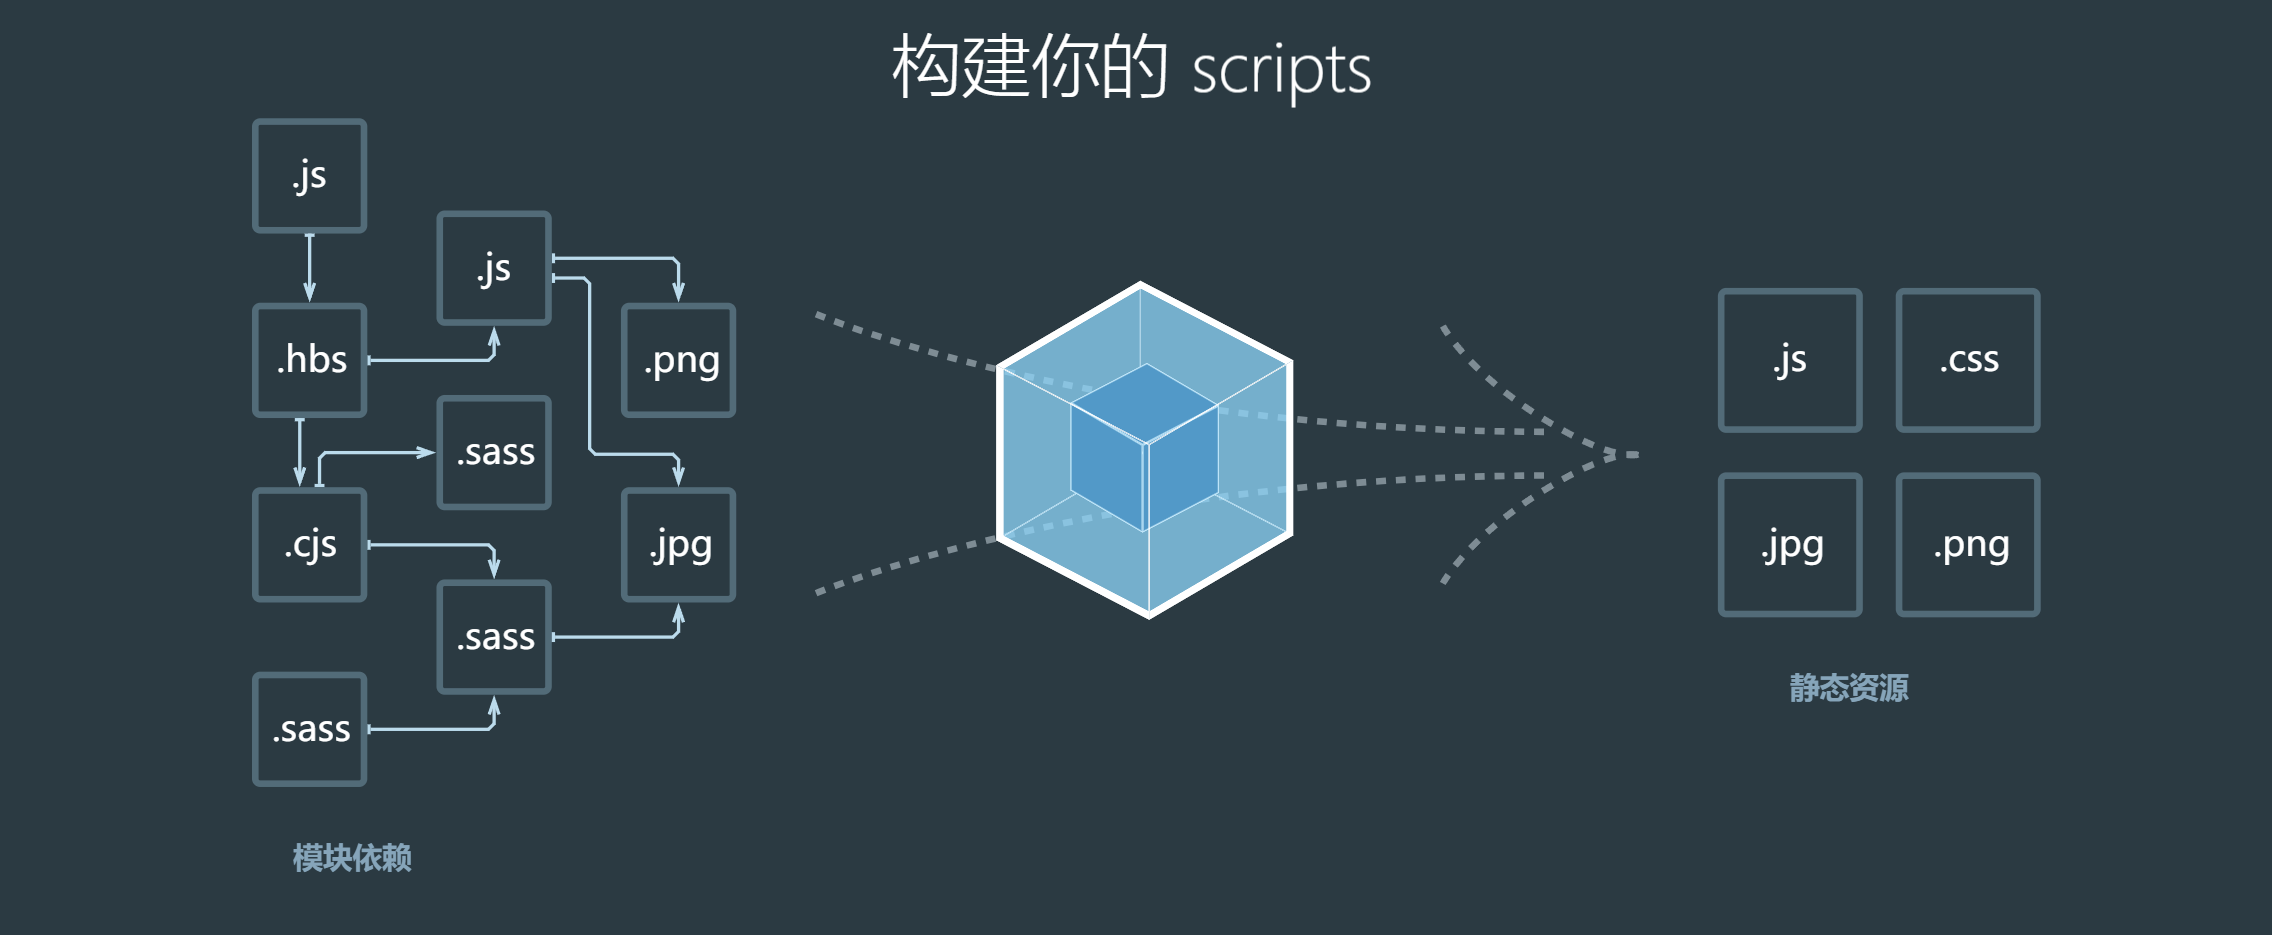 构建你的 scripts
.js
.js
.hbs
.png
.sass
.cjs
.jpg
.sass
.sass
模块依赖
.js
.css
.jpg
.png
静态资源